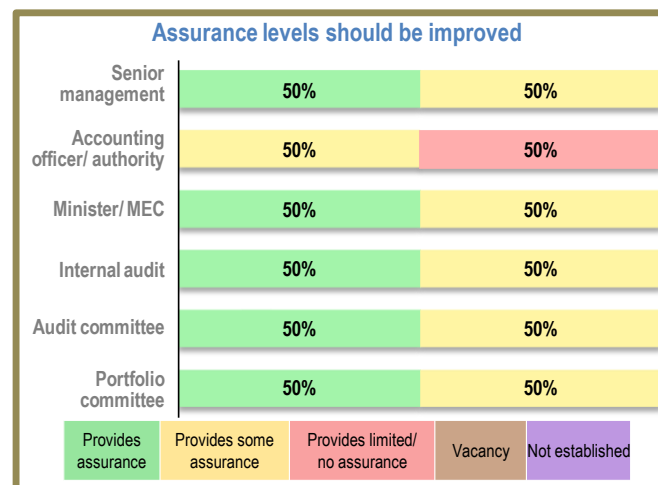 Assurance levels should be improved
Senior
management
50% 50%
Accounting
officer/ authority
50% 50%
Minister/ MEC
50% 50%
Internal audit
50% 50%
Audit committee
50% 50%
Portfolio
committee
50% 50%
Provides
assurance
Provides some
assurance
Provides limited/
no assurance
Vacancy
Not established